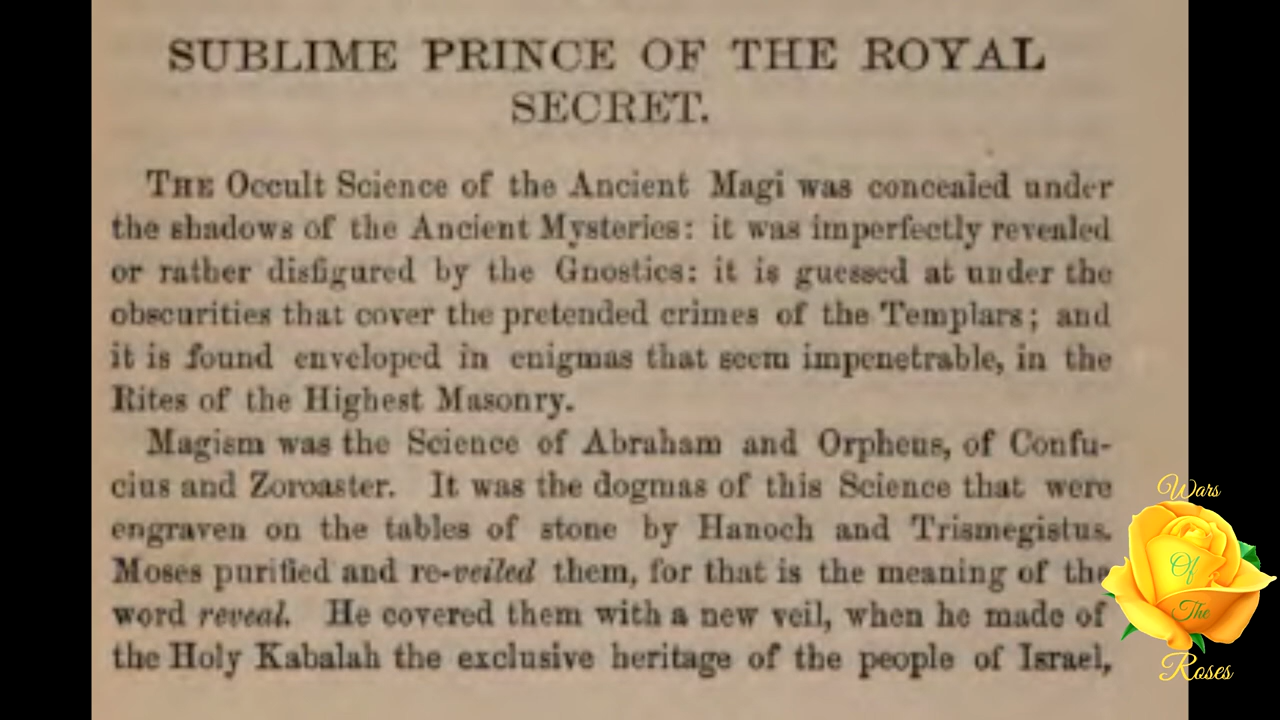 SUBLIME PRINCE OF THE ROYAL
SECRET.
THE Occult Science of the Ancient Magi was concealed under
the shadows of the Ancient Mysteries: it was imperfectly revealed
or rather disfigured by the Gnostics: it is guessed at under the
obscurities that cover the pretended crimes of the Templars; and
it is found enveloped in enigmas that seem impenetrable, in the
Rites of the Highest Masonry.
Magism was the Science of Abraham and Orpheus, of Confu-
cius and Zoroaster. It was the dogmas of this Science that were
engraven on the tables of stone by Hanoch and Trismegistus.
Moses purified and re-veiled them, for that is the meaning of the
word reveal. He covered them with a new veil, when he made of
the Holy Kabalah the exclusive heritage of the people of Israel,
Wars
Of
The
Roses